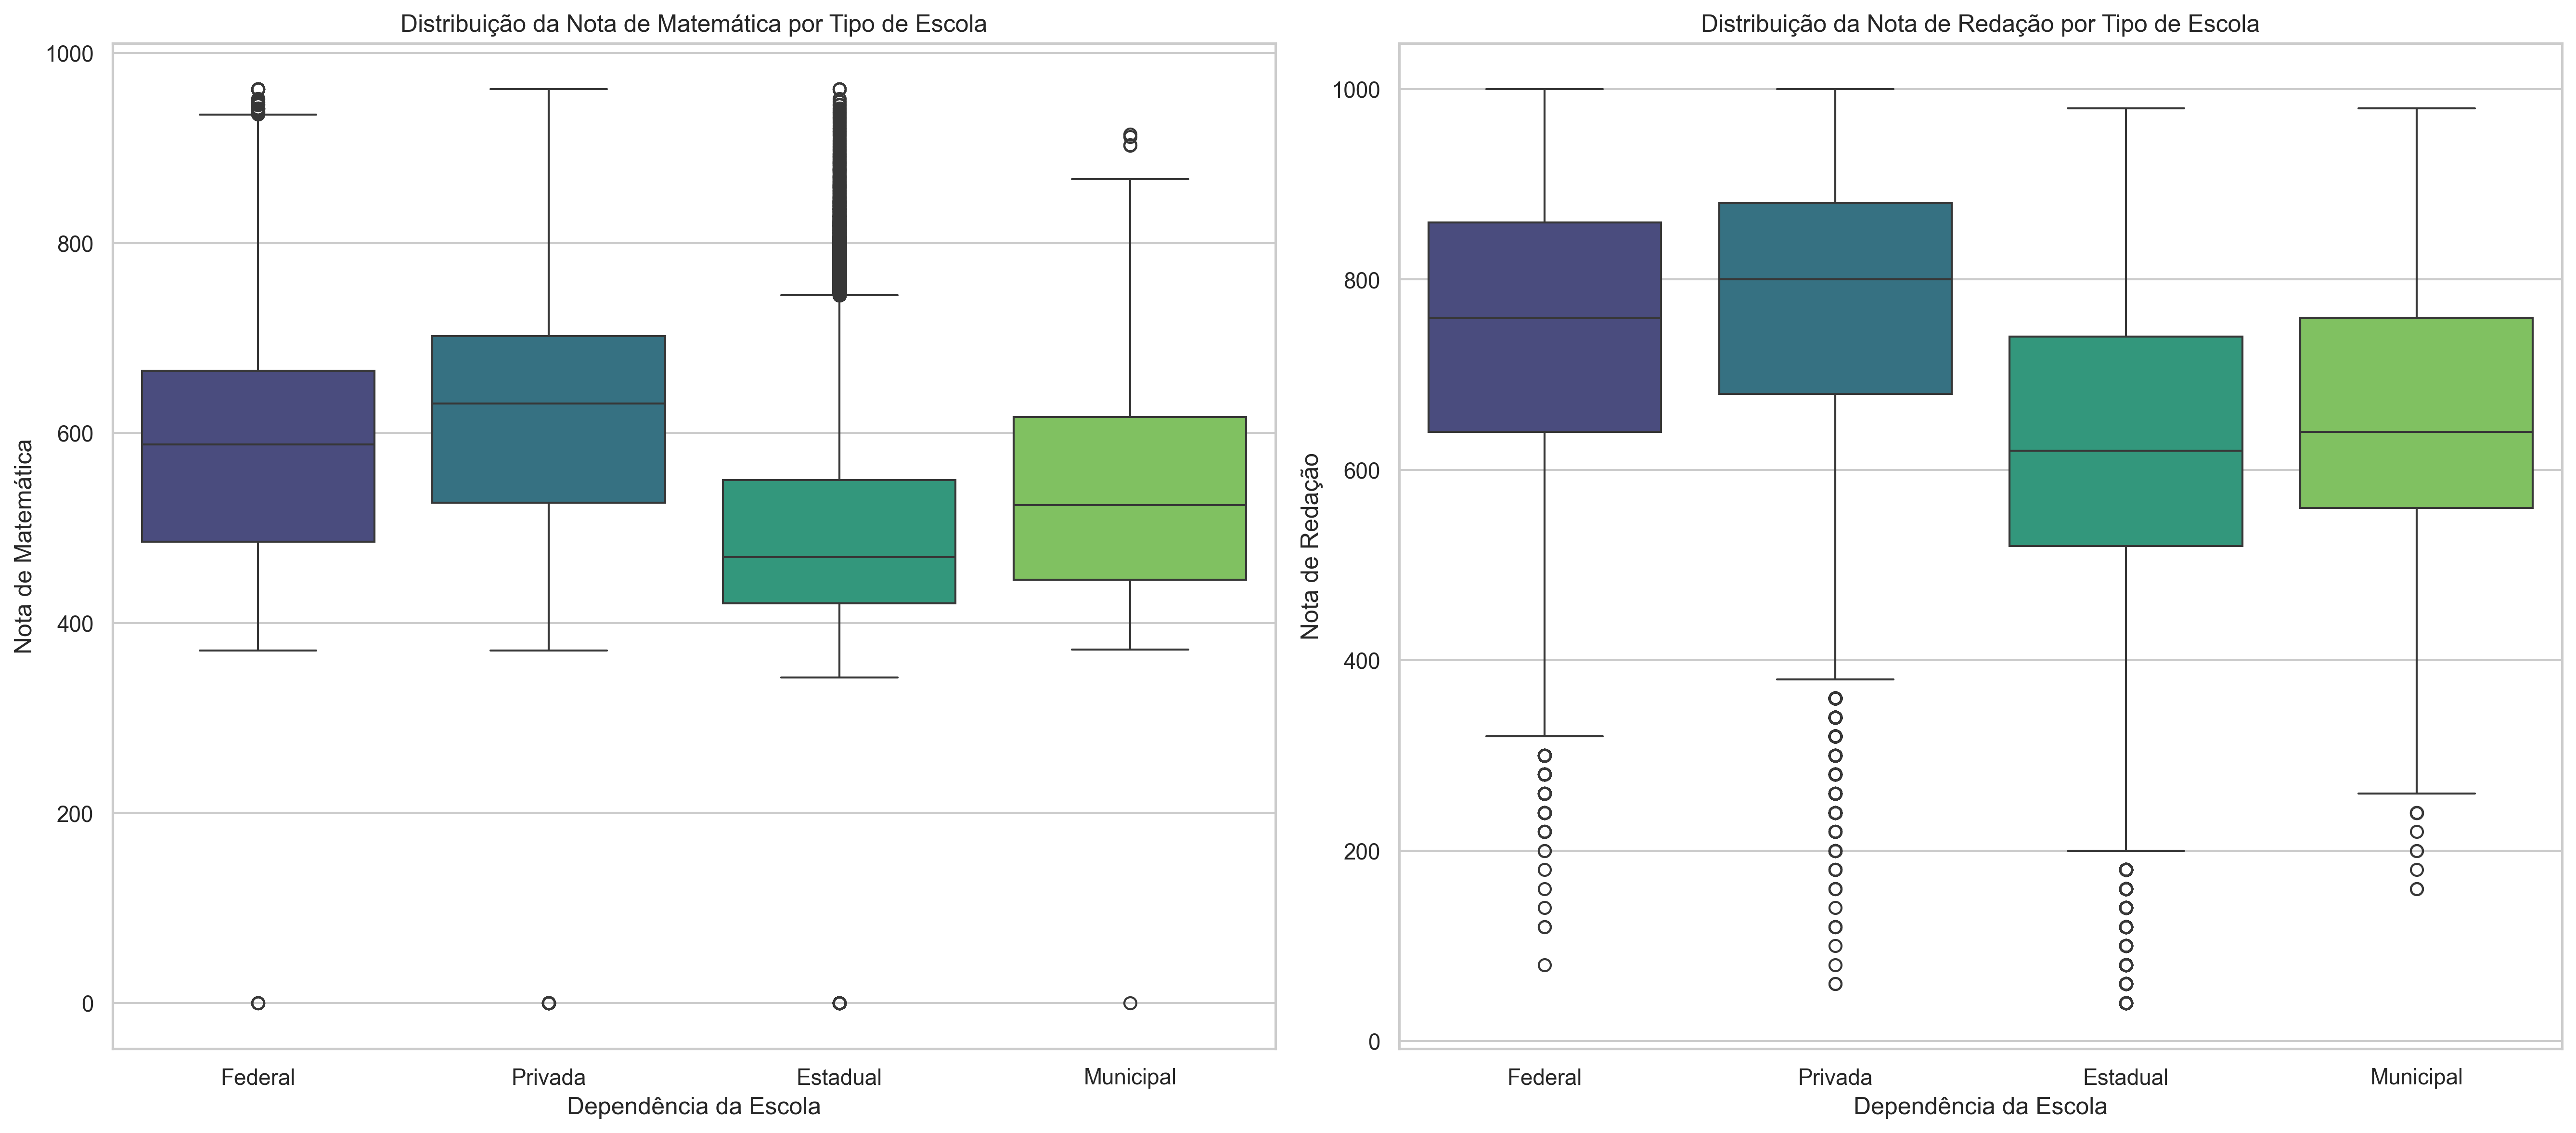 Distribuição da Nota de Matemática por Tipo de Escola
Nota de Matemática
1000
800
600
400
200
0
Federal Privada Estadual Municipal
Dependência da Escola
Distribuição da Nota de Redação por Tipo de Escola
Nota de Redação
1000
800
600
400
200
0
Federal Privada Estadual Municipal
Dependência da Escola